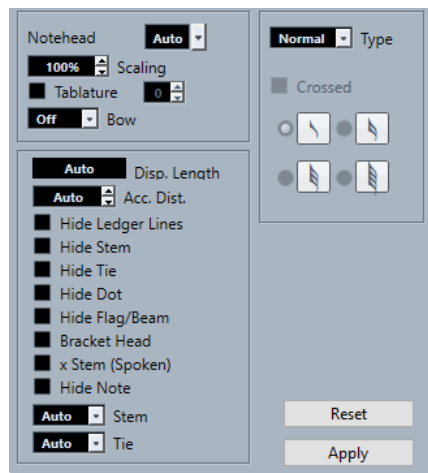 Notehead Auto
100% Scaling
Tablature 0
Off Bow
Auto Disp. Length
Auto Acc. Dist.
Hide Ledger Lines
Hide Stem
Hide Tie
Hide Dot
Hide Flag/Beam
Bracket Head
x Stem (Spoken)
Hide Note
Auto Stem
Auto Tie
Normal Type
Crossed
Reset
Apply